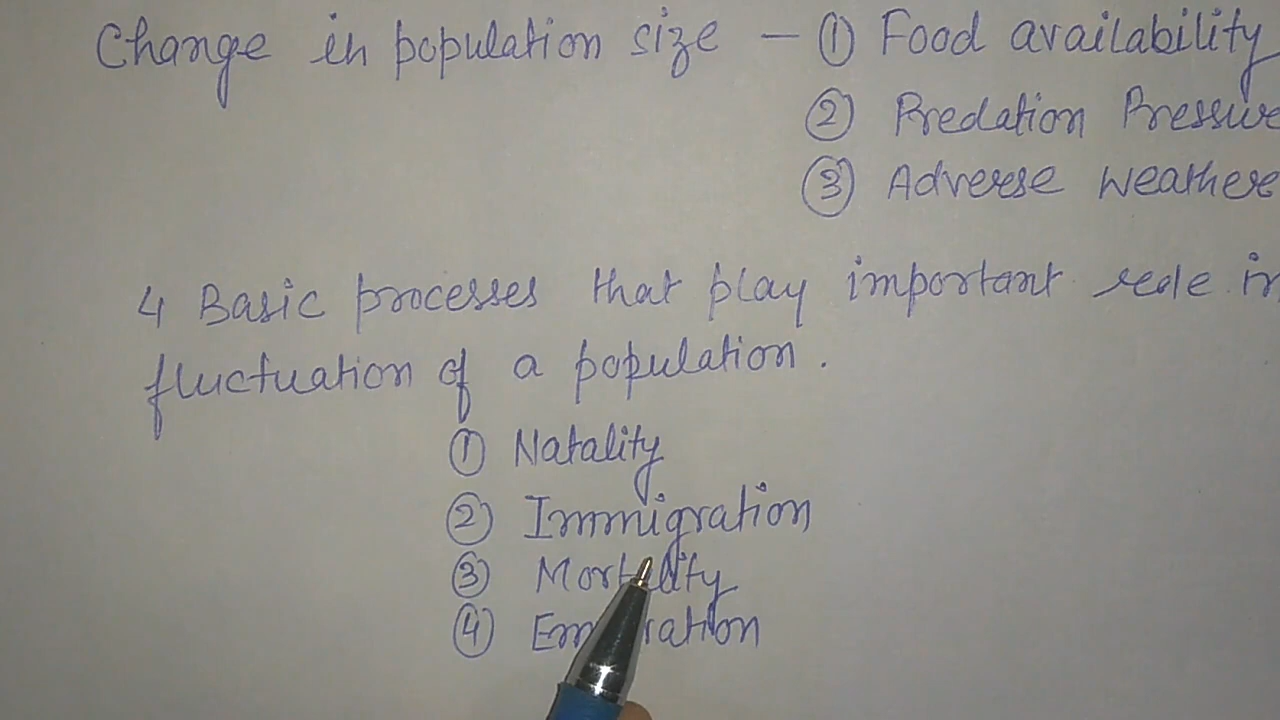 Change in population size — ① Food availability
② Predation Pressure
③ Adverse weather
4 Basic processes that play important role in
fluctuation of a population.
① Natality
② Immigration
③ Mortality
④ Emigration